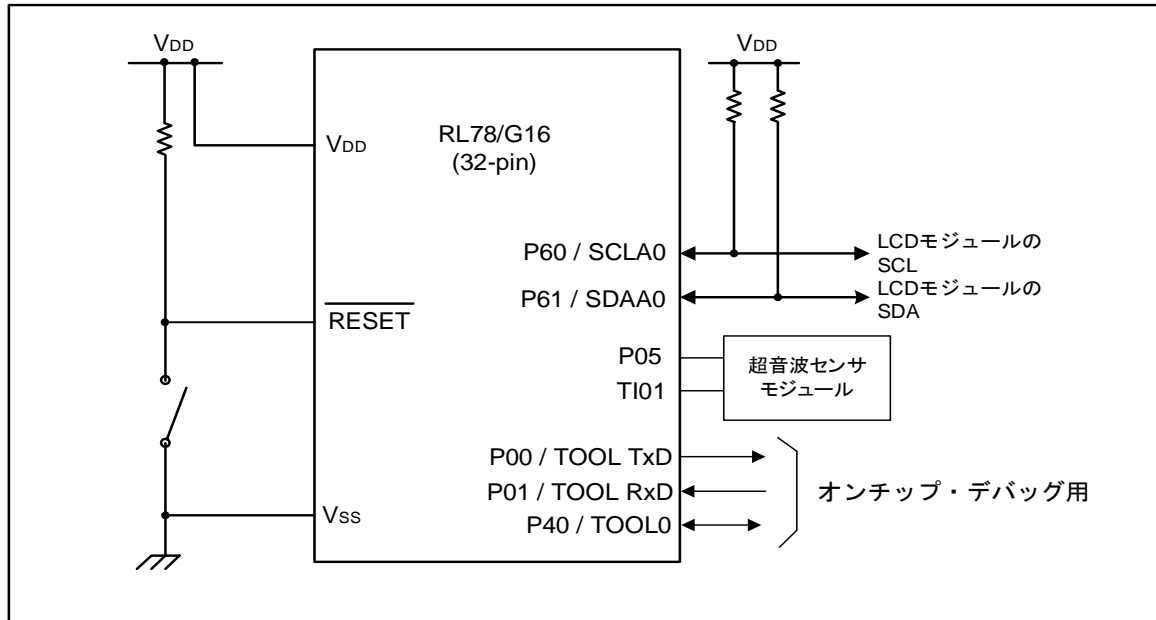 VDD
VDD
RL78/G16
(32-pin)
VDD
P60 / SCLA0
LCDモジュールの
SCL
P61 / SDAA0
LCDモジュールの
SDA
RESET
P05
TI01
超音波センサ
モジュール
P00 / TOOL TxD
P01 / TOOL RxD
P40 / TOOL0
オンチップ・デバッグ用
VSS